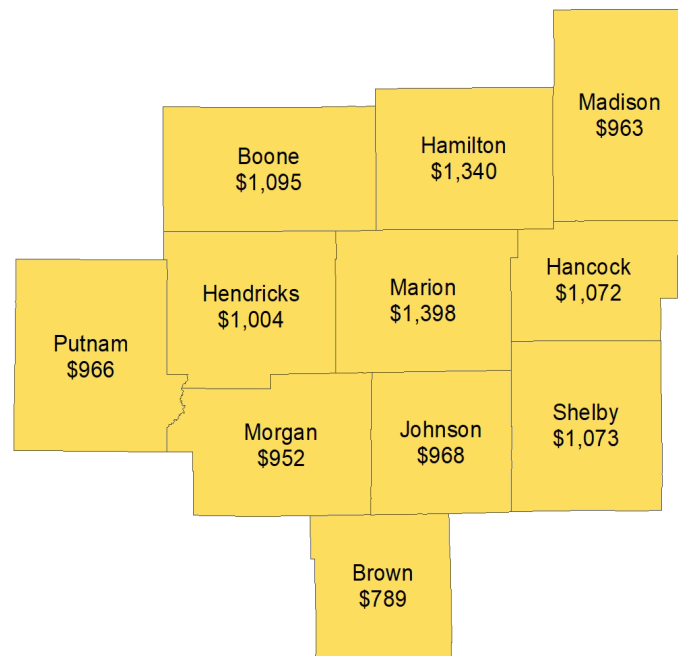 Madison
$963
Hamilton
$1,340
Boone
$1,095
Hancock
$1,072
Marion
$1,398
Hendricks
$1,004
Putnam
$966
Shelby
$1,073
Johnson
$968
Morgan
$952
Brown
$789